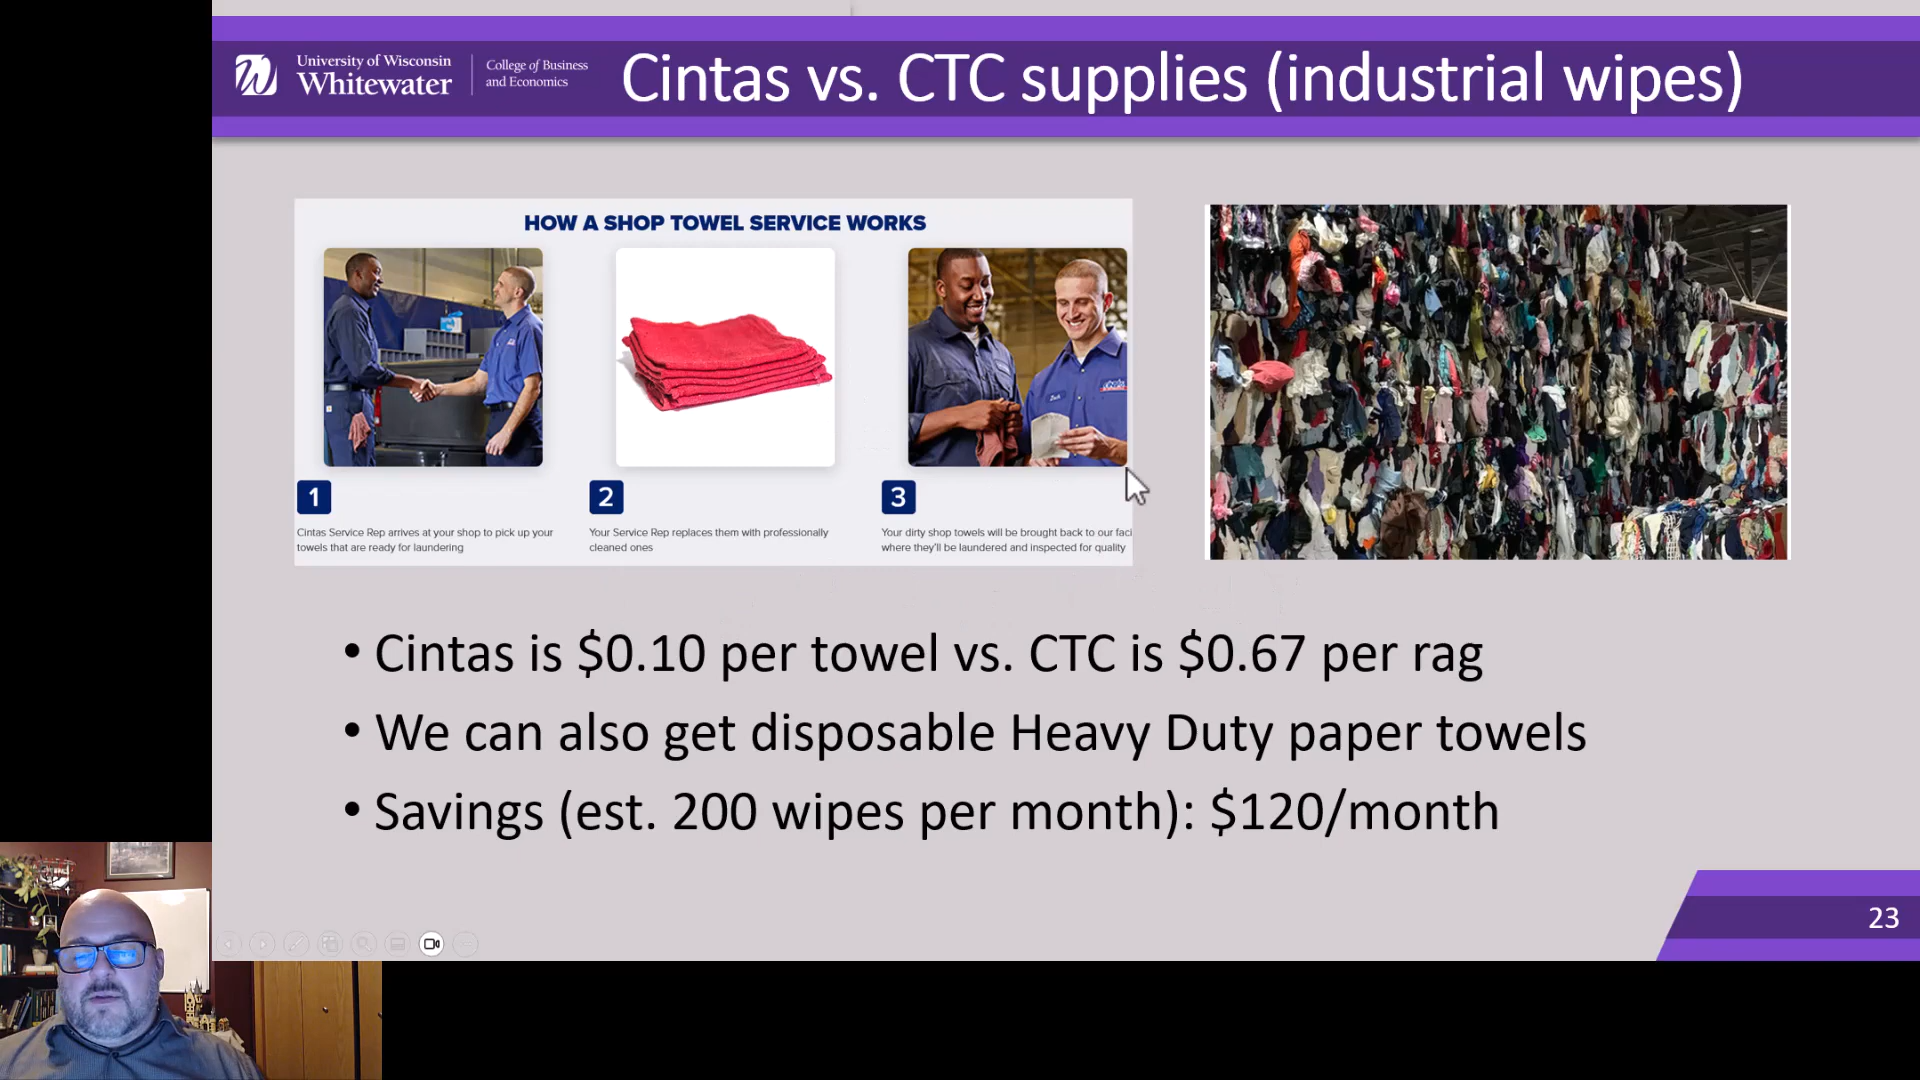 University of Wisconsin
Whitewater
College of Business
and Economics
Cintas vs. CTC supplies (industrial wipes)
HOW A SHOP TOWEL SERVICE WORKS
1
Cintas Service Rep arrives at your shop to pick up your
towels that are ready for laundering
2
Your Service Rep replaces them with professionally
cleaned ones
3
Your dirty shop towels will be brought back to our faci
where they'll be laundered and inspected for quality
• Cintas is $0.10 per towel vs. CTC is $0.67 per rag
• We can also get disposable Heavy Duty paper towels
• Savings (est. 200 wipes per month): $120/month
23